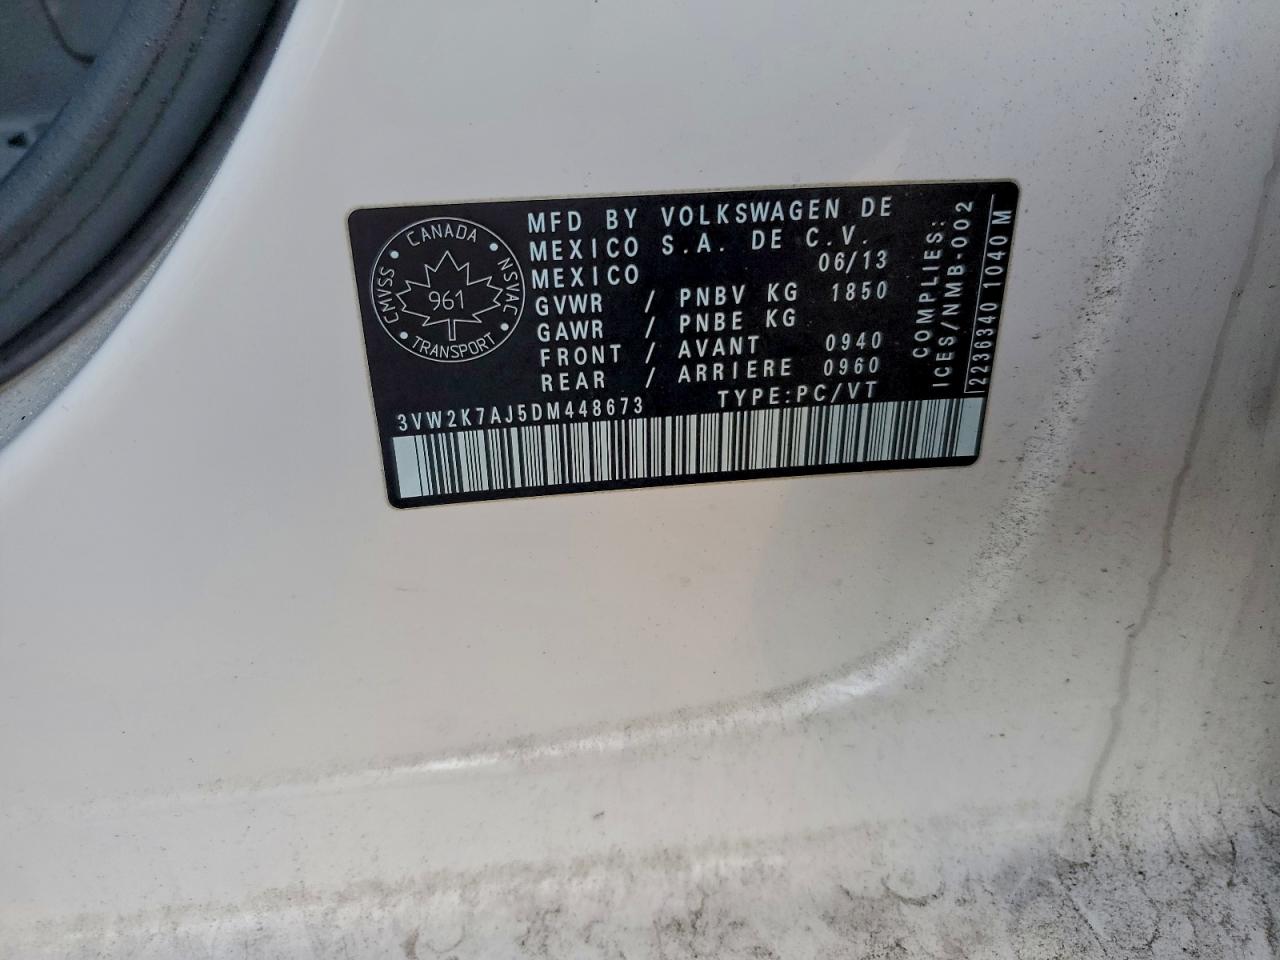 CANADA
CMVSS
NSVAC
961
TRANSPORT
MFD BY VOLKSWAGEN DE
MEXICO S.A. DE C.V.
MEXICO 06/13
GVWR / PNBV KG 1850
GAWR / PNBE KG
FRONT / AVANT 0940
REAR / ARRIERE 0960
TYPE:PC/VT
3VW2K7AJ5DM448673
COMPLIES:
ICES/NMB-002
2236340 1040 M